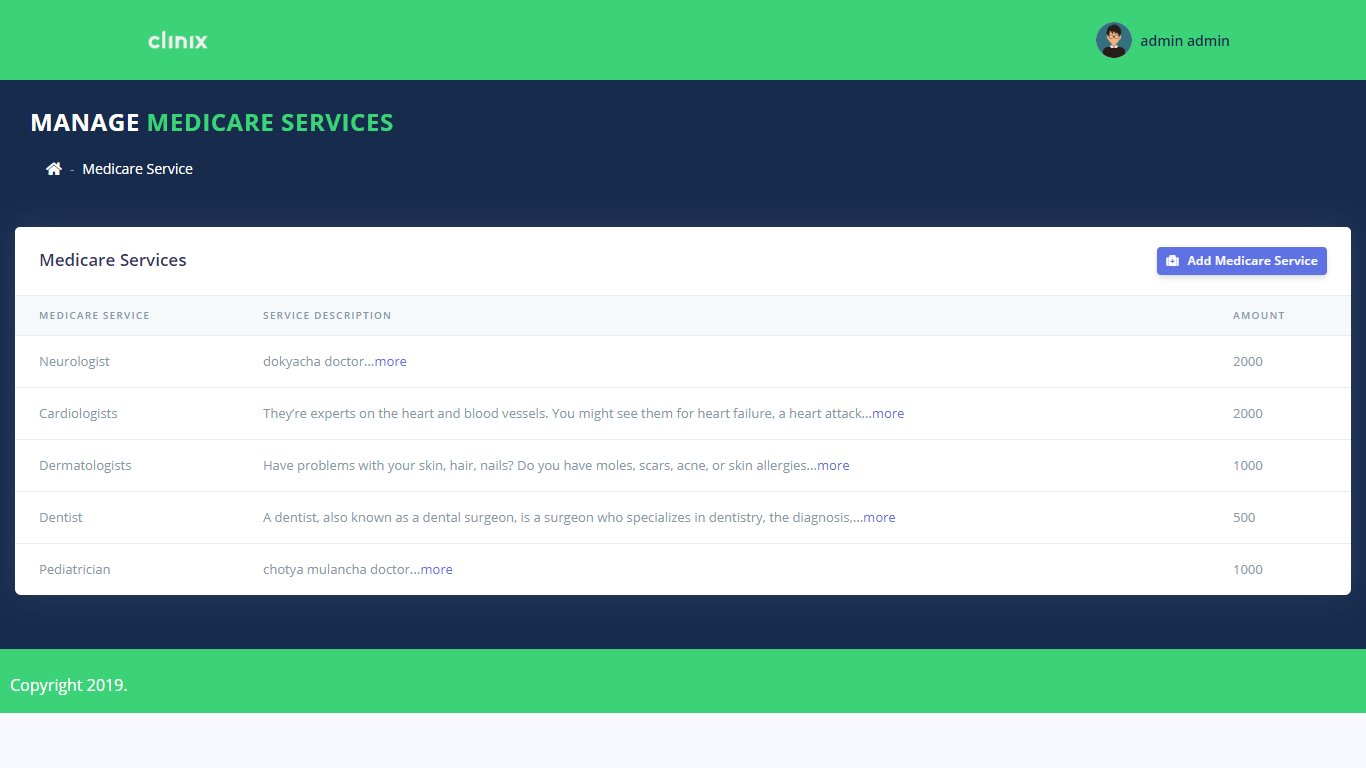 clinix
admin admin
MANAGE MEDICARE SERVICES
- Medicare Service
Medicare Services
Add Medicare Service
MEDICARE SERVICE SERVICE DESCRIPTION AMOUNT
Neurologist dokyacha doctor...more 2000
Cardiologists They’re experts on the heart and blood vessels. You might see them for heart failure, a heart attack...more 2000
Dermatologists Have problems with your skin, hair, nails? Do you have moles, scars, acne, or skin allergies...more 1000
Dentist A dentist, also known as a dental surgeon, is a surgeon who specializes in dentistry, the diagnosis,...more 500
Pediatrician chotya mulancha doctor...more 1000
Copyright 2019.